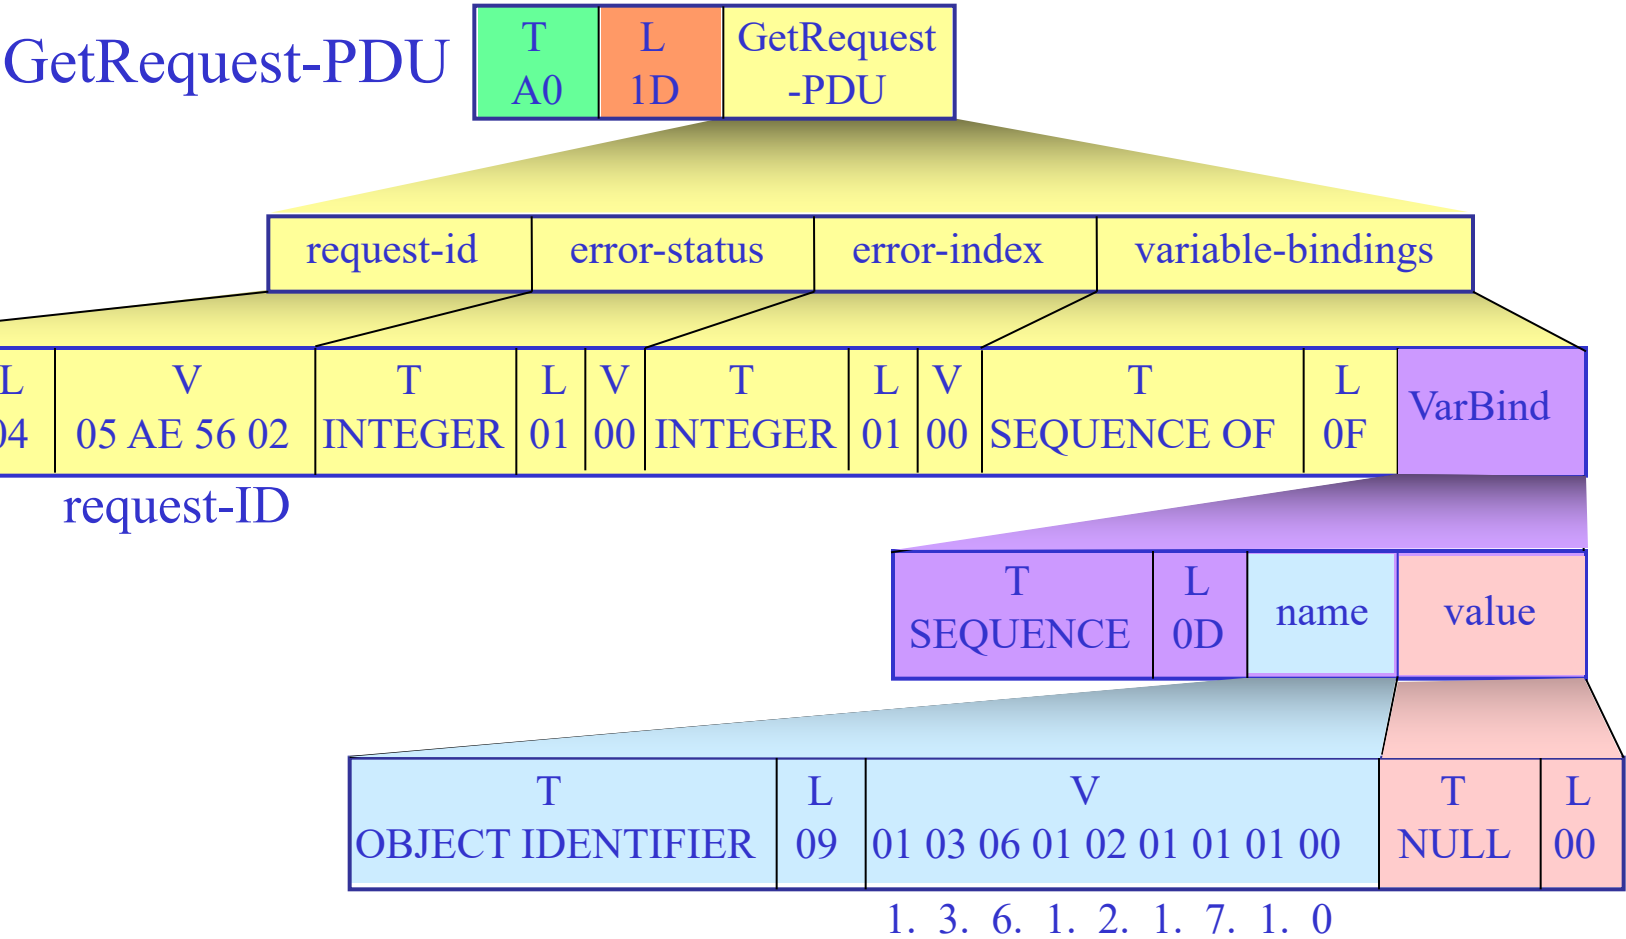 GetRequest-PDU
T L GetRequest
A0 1D -PDU
request-id error-status error-index variable-bindings
L V T L V T L V T L VarBind
04 05 AE 56 02 INTEGER 01 00 INTEGER 01 00 SEQUENCE OF 0F
request-ID
T L name value
SEQUENCE 0D
T L V T L
OBJECT IDENTIFIER 09 01 03 06 01 02 01 01 01 00 NULL 00
1. 3. 6. 1. 2. 1. 7. 1. 0